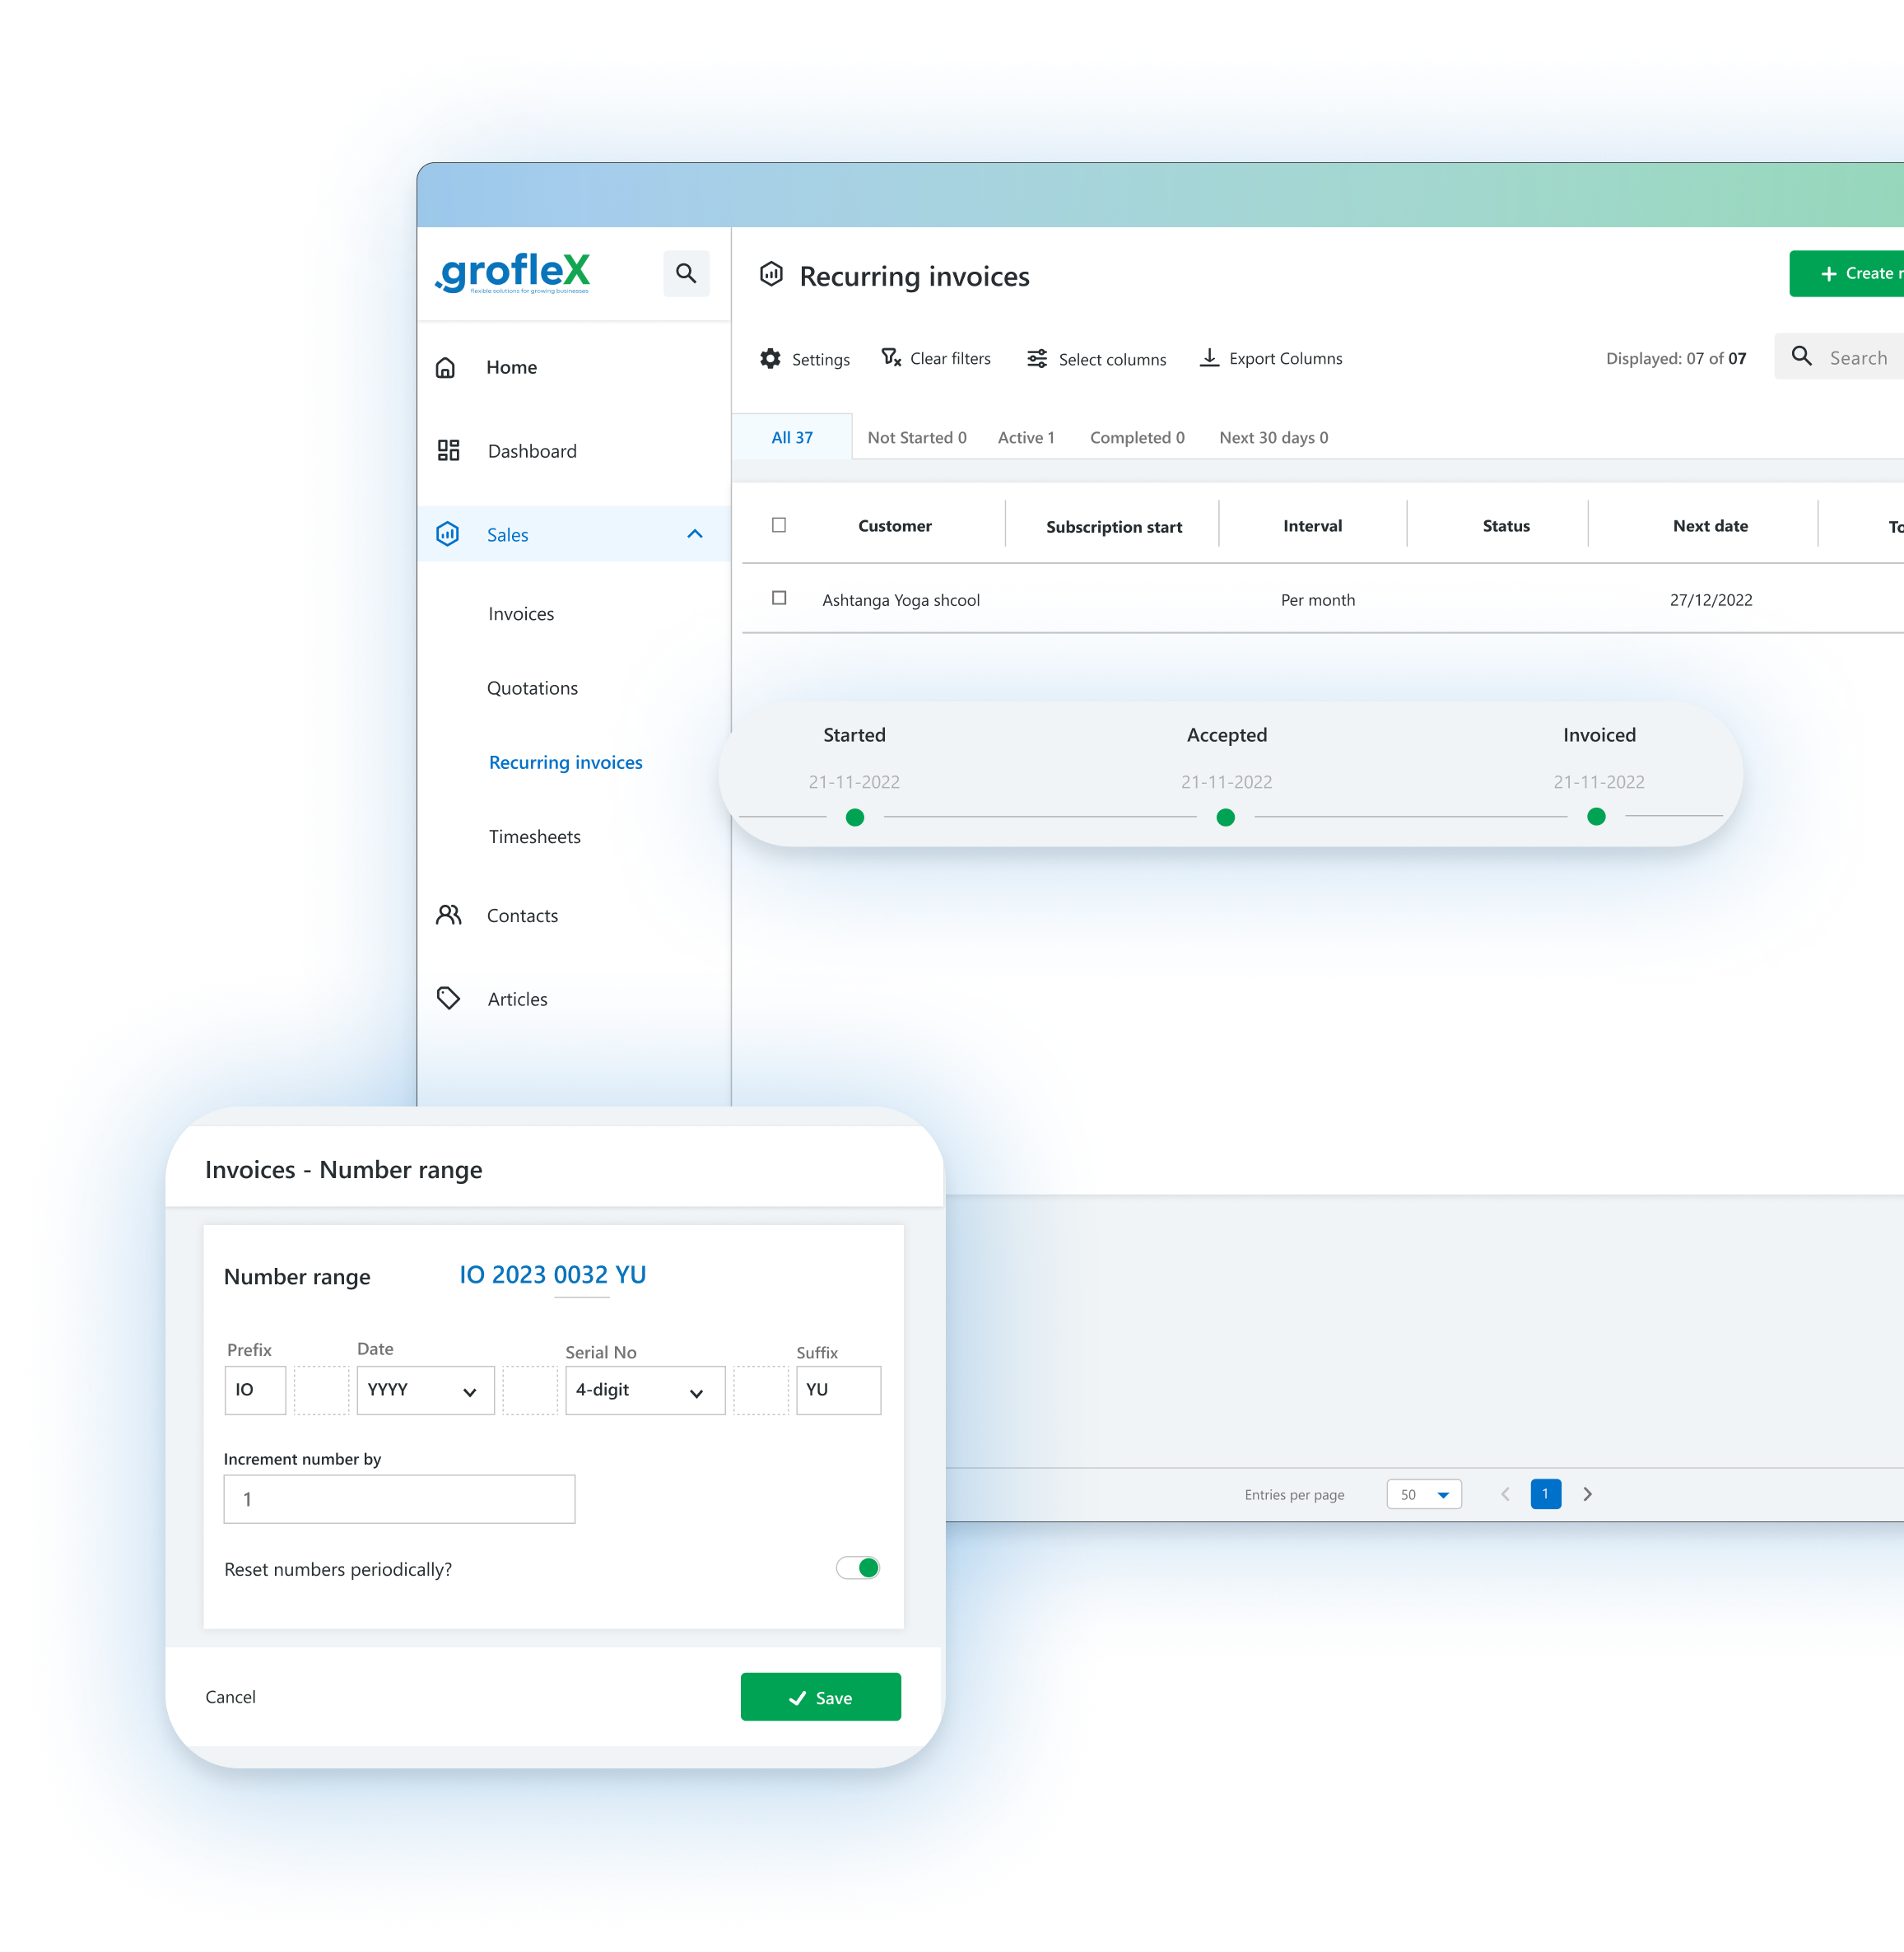 .grofleX
flexible solutions for growing businesses
Recurring invoices
+ Create r
Home
Dashboard
Sales
Invoices
Quotations
Recurring invoices
Timesheets
Contacts
Articles
Settings
Clear filters
Select columns
Export Columns
Displayed: 07 of 07
Search
All 37
Not Started 0
Active 1
Completed 0
Next 30 days 0
Customer
Subscription start
Interval
Status
Next date
To
Ashtanga Yoga shcool
Per month
27/12/2022
Started
Accepted
Invoiced
21-11-2022
21-11-2022
21-11-2022
Invoices - Number range
Number range
IO 2023 0032 YU
Prefix
Date
Serial No
Suffix
IO
YYYY
4-digit
YU
Increment number by
1
Reset numbers periodically?
Cancel
Save
Entries per page
50
1